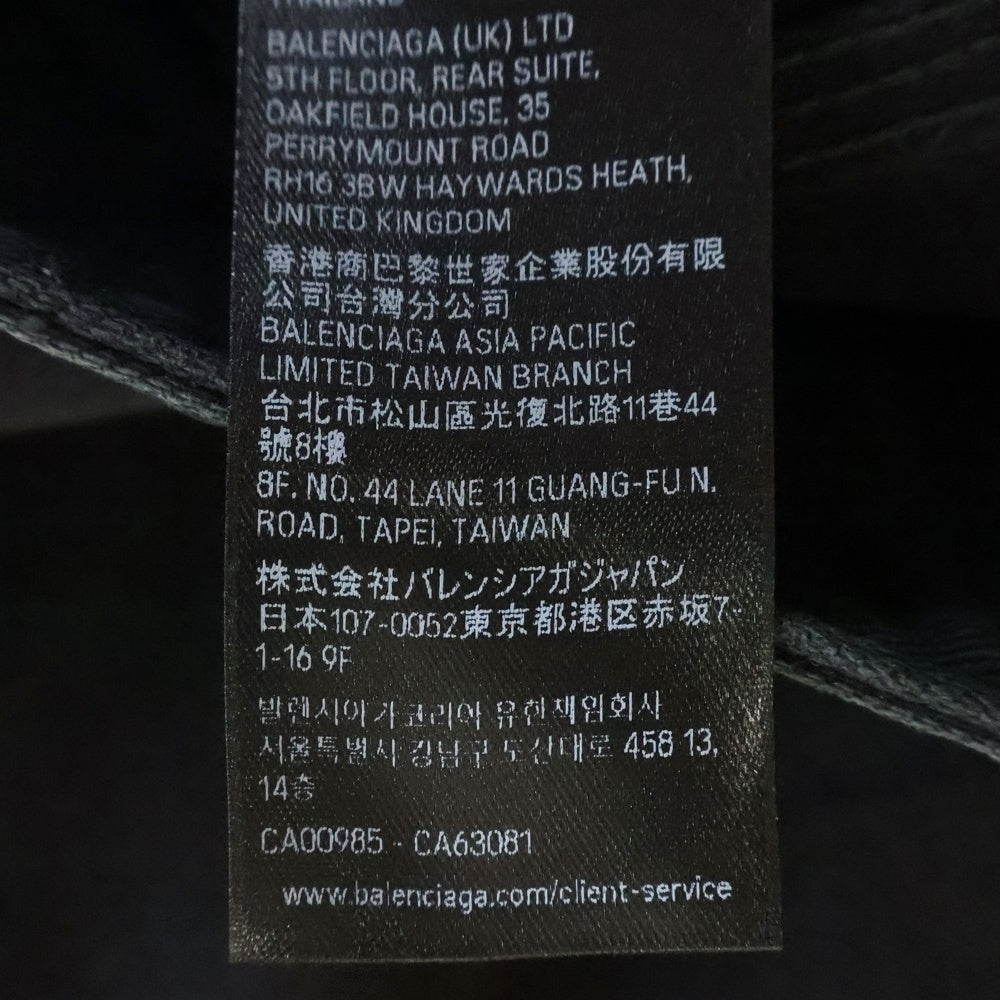 THAILAND
BALENCIAGA (UK) LTD
5TH FLOOR, REAR SUITE,
OAKFIELD HOUSE, 35
PERRYMOUNT ROAD
RH16 3BW HAYWARDS HEATH,
UNITED KINGDOM
香港商巴黎世家企業股份有限
公司台灣分公司
BALENCIAGA ASIA PACIFIC
LIMITED TAIWAN BRANCH
台北市松山區光復北路11巷44
號8樓
8F. NO. 44 LANE 11 GUANG-FU N.
ROAD, TAPEI, TAIWAN
株式会社バレンシアガジャパン
日本107-0052東京都港区赤坂7-
1-16 9F
발렌시아가코리아 유한책임회사
서울특별시 강남구 도산대로 458 13,
14층
CA00985 - CA63081
www.balenciaga.com/client-service